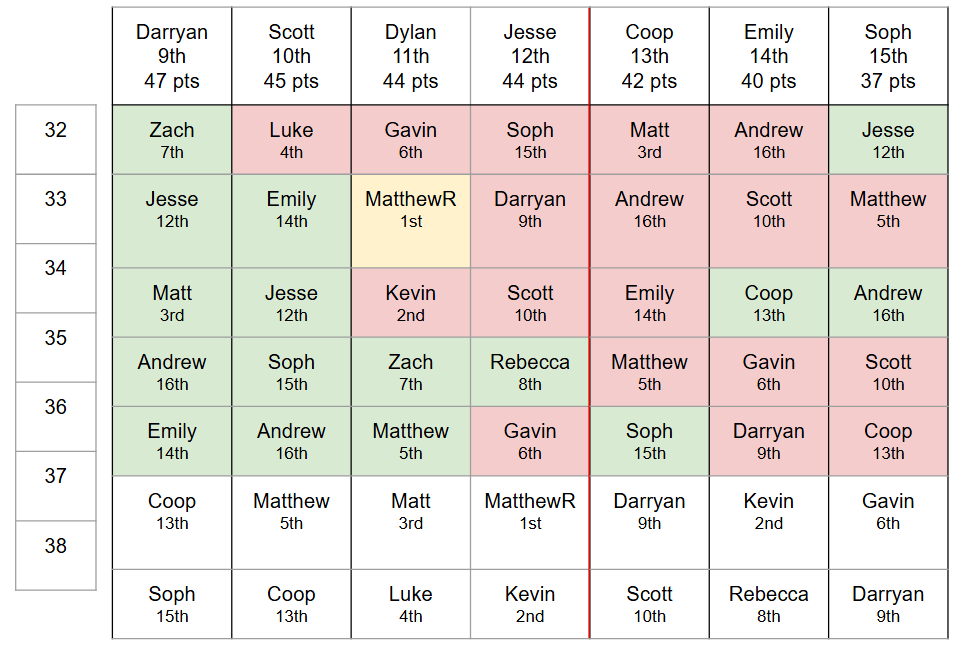 Darryan Scott Dylan Jesse Coop Emily Soph
9th 10th 11th 12th 13th 14th 15th
47 pts 45 pts 44 pts 44 pts 42 pts 40 pts 37 pts
32 Zach Luke Gavin Soph Matt Andrew Jesse
7th 4th 6th 15th 3rd 16th 12th
33 Jesse Emily MatthewR Darryan Andrew Scott Matthew
12th 14th 1st 9th 16th 10th 5th
34 Matt Jesse Kevin Scott Emily Coop Andrew
3rd 12th 2nd 10th 14th 13th 16th
35 Andrew Soph Zach Rebecca Matthew Gavin Scott
16th 15th 7th 8th 5th 6th 10th
36 Emily Andrew Matthew Gavin Soph Darryan Coop
14th 16th 5th 6th 15th 9th 13th
37 Coop Matthew Matt MatthewR Darryan Kevin Gavin
13th 5th 3rd 1st 9th 2nd 6th
38 Soph Coop Luke Kevin Scott Rebecca Darryan
15th 13th 4th 2nd 10th 8th 9th